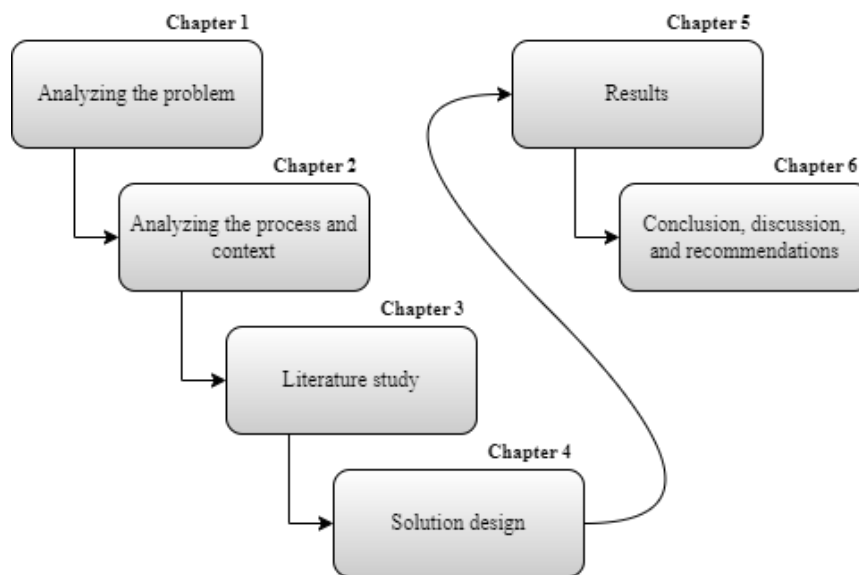 Chapter 1
Analyzing the problem
Chapter 2
Analyzing the process and
context
Chapter 3
Literature study
Chapter 4
Solution design
Chapter 5
Results
Chapter 6
Conclusion, discussion,
and recommendations